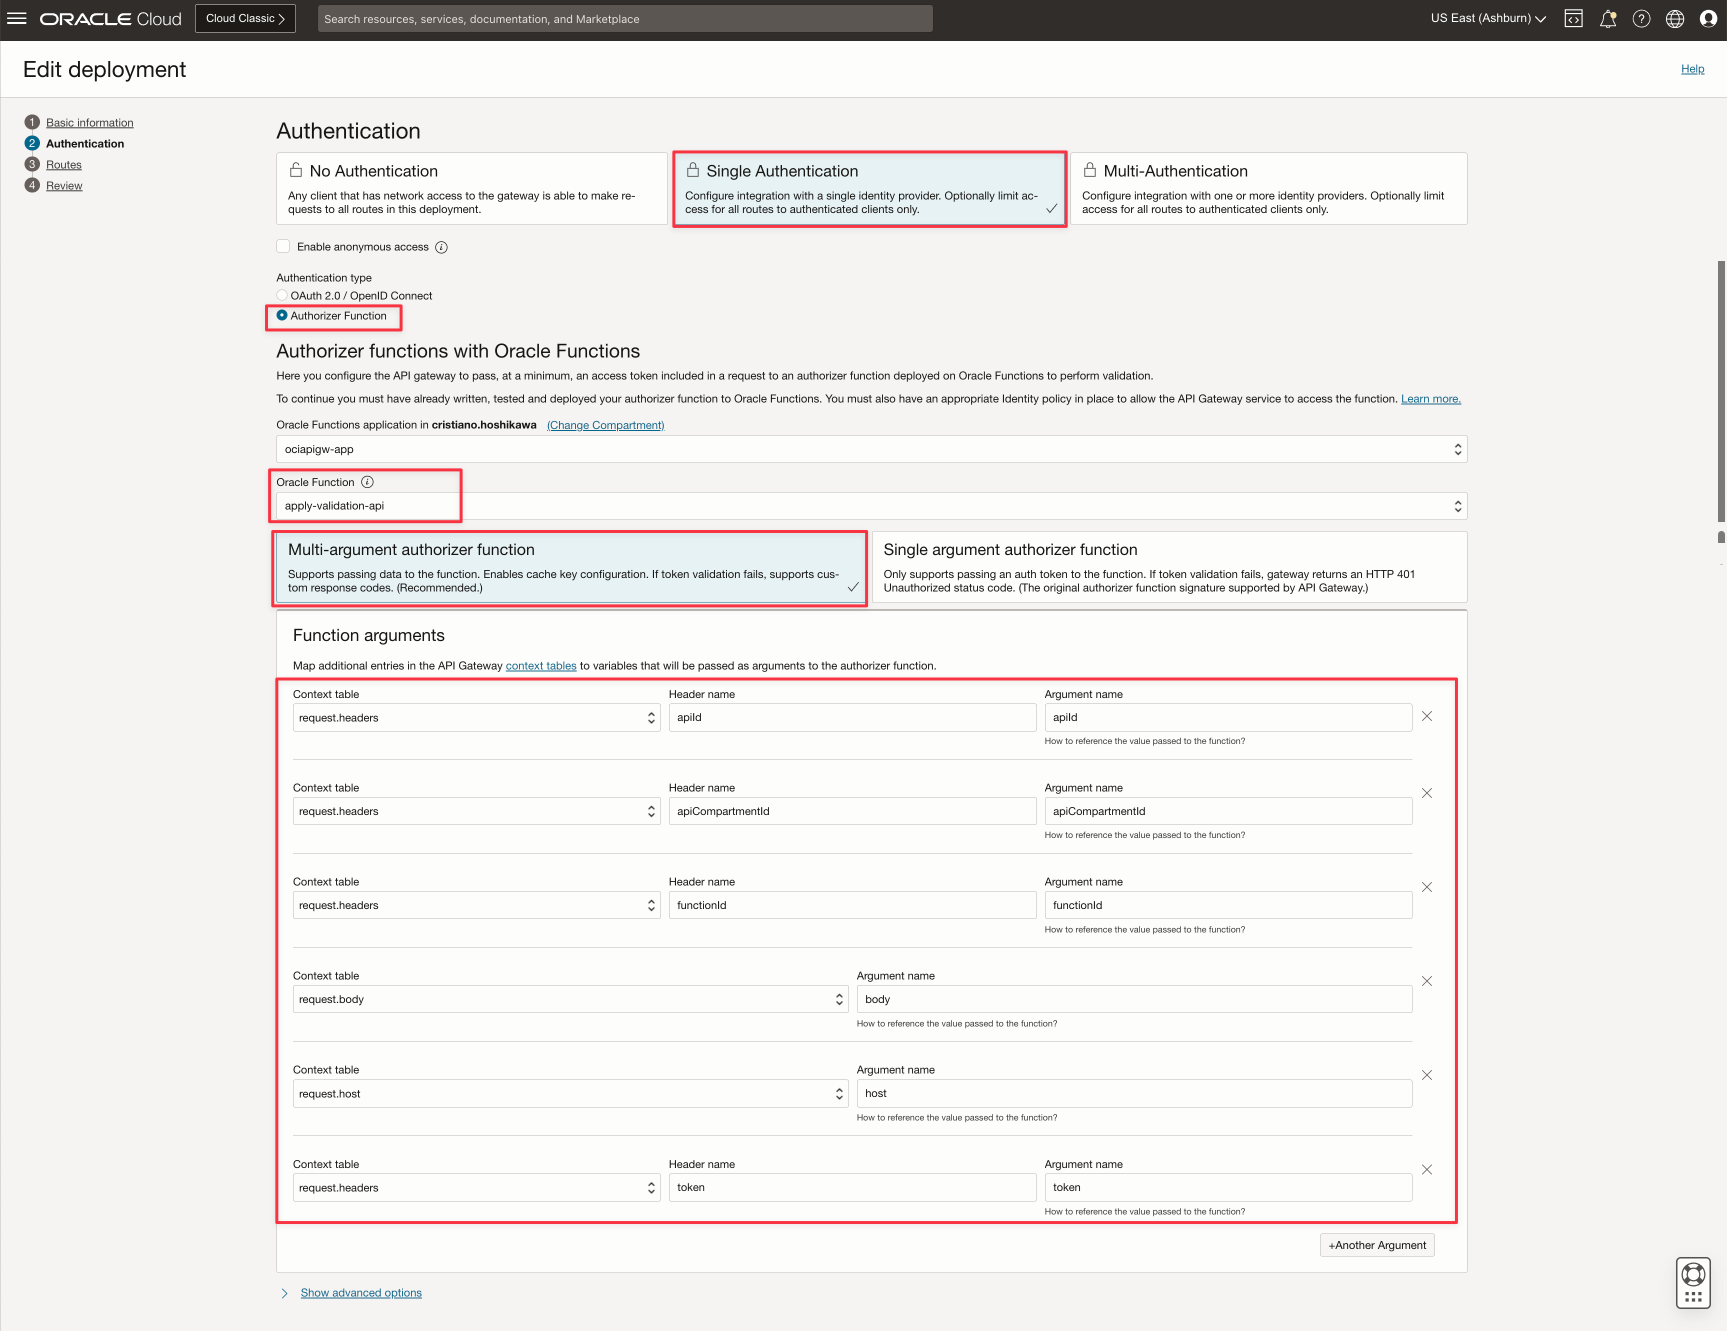 ORACLE Cloud
Cloud Classic
Search resources, services, documentation, and Marketplace
US East (Ashburn)
Edit deployment
Help
1 Basic information
2 Authentication
3 Routes
4 Review
Authentication
No Authentication
Any client that has network access to the gateway is able to make re-
quests to all routes in this deployment.
Single Authentication
Configure integration with a single identity provider. Optionally limit ac-
cess for all routes to authenticated clients only.
Multi-Authentication
Configure integration with one or more identity providers. Optionally limit
access for all routes to authenticated clients only.
Enable anonymous access
Authentication type
OAuth 2.0 / OpenID Connect
Authorizer Function
Authorizer functions with Oracle Functions
Here you configure the API gateway to pass, at a minimum, an access token included in a request to an authorizer function deployed on Oracle Functions to perform validation.
To continue you must have already written, tested and deployed your authorizer function to Oracle Functions. You must also have an appropriate Identity policy in place to allow the API Gateway service to access the function. Learn more.
Oracle Functions application in cristiano.hoshikawa (Change Compartment)
ociapigw-app
Oracle Function
apply-validation-api
Multi-argument authorizer function
Supports passing data to the function. Enables cache key configuration. If token validation fails, supports cus-
tom response codes. (Recommended.)
Single argument authorizer function
Only supports passing an auth token to the function. If token validation fails, gateway returns an HTTP 401
Unauthorized status code. (The original authorizer function signature supported by API Gateway.)
Function arguments
Map additional entries in the API Gateway context tables to variables that will be passed as arguments to the authorizer function.
Context table Header name Argument name
request.headers apiId apiId
How to reference the value passed to the function?
Context table Header name Argument name
request.headers apiCompartmentId apiCompartmentId
How to reference the value passed to the function?
Context table Header name Argument name
request.headers functionId functionId
How to reference the value passed to the function?
Context table Argument name
request.body body
How to reference the value passed to the function?
Context table Argument name
request.host host
How to reference the value passed to the function?
Context table Header name Argument name
request.headers token token
How to reference the value passed to the function?
+Another Argument
Show advanced options